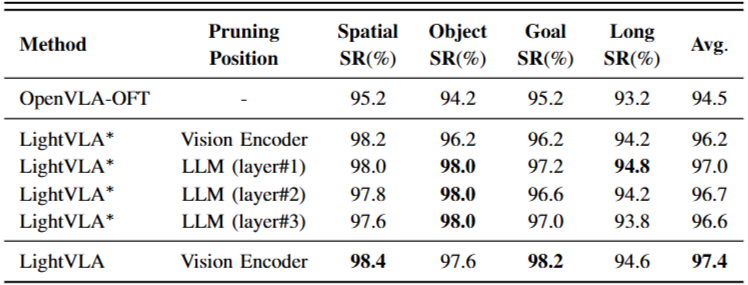 Method Pruning Position Spatial SR(%) Object SR(%) Goal SR(%) Long SR(%) Avg.
OpenVLA-OFT - 95.2 94.2 95.2 93.2 94.5
LightVLA* Vision Encoder 98.2 96.2 96.2 94.2 96.2
LightVLA* LLM (layer#1) 98.0 98.0 97.2 94.8 97.0
LightVLA* LLM (layer#2) 97.8 98.0 96.6 94.2 96.7
LightVLA* LLM (layer#3) 97.6 98.0 97.0 93.8 96.6
LightVLA Vision Encoder 98.4 97.6 98.2 94.6 97.4